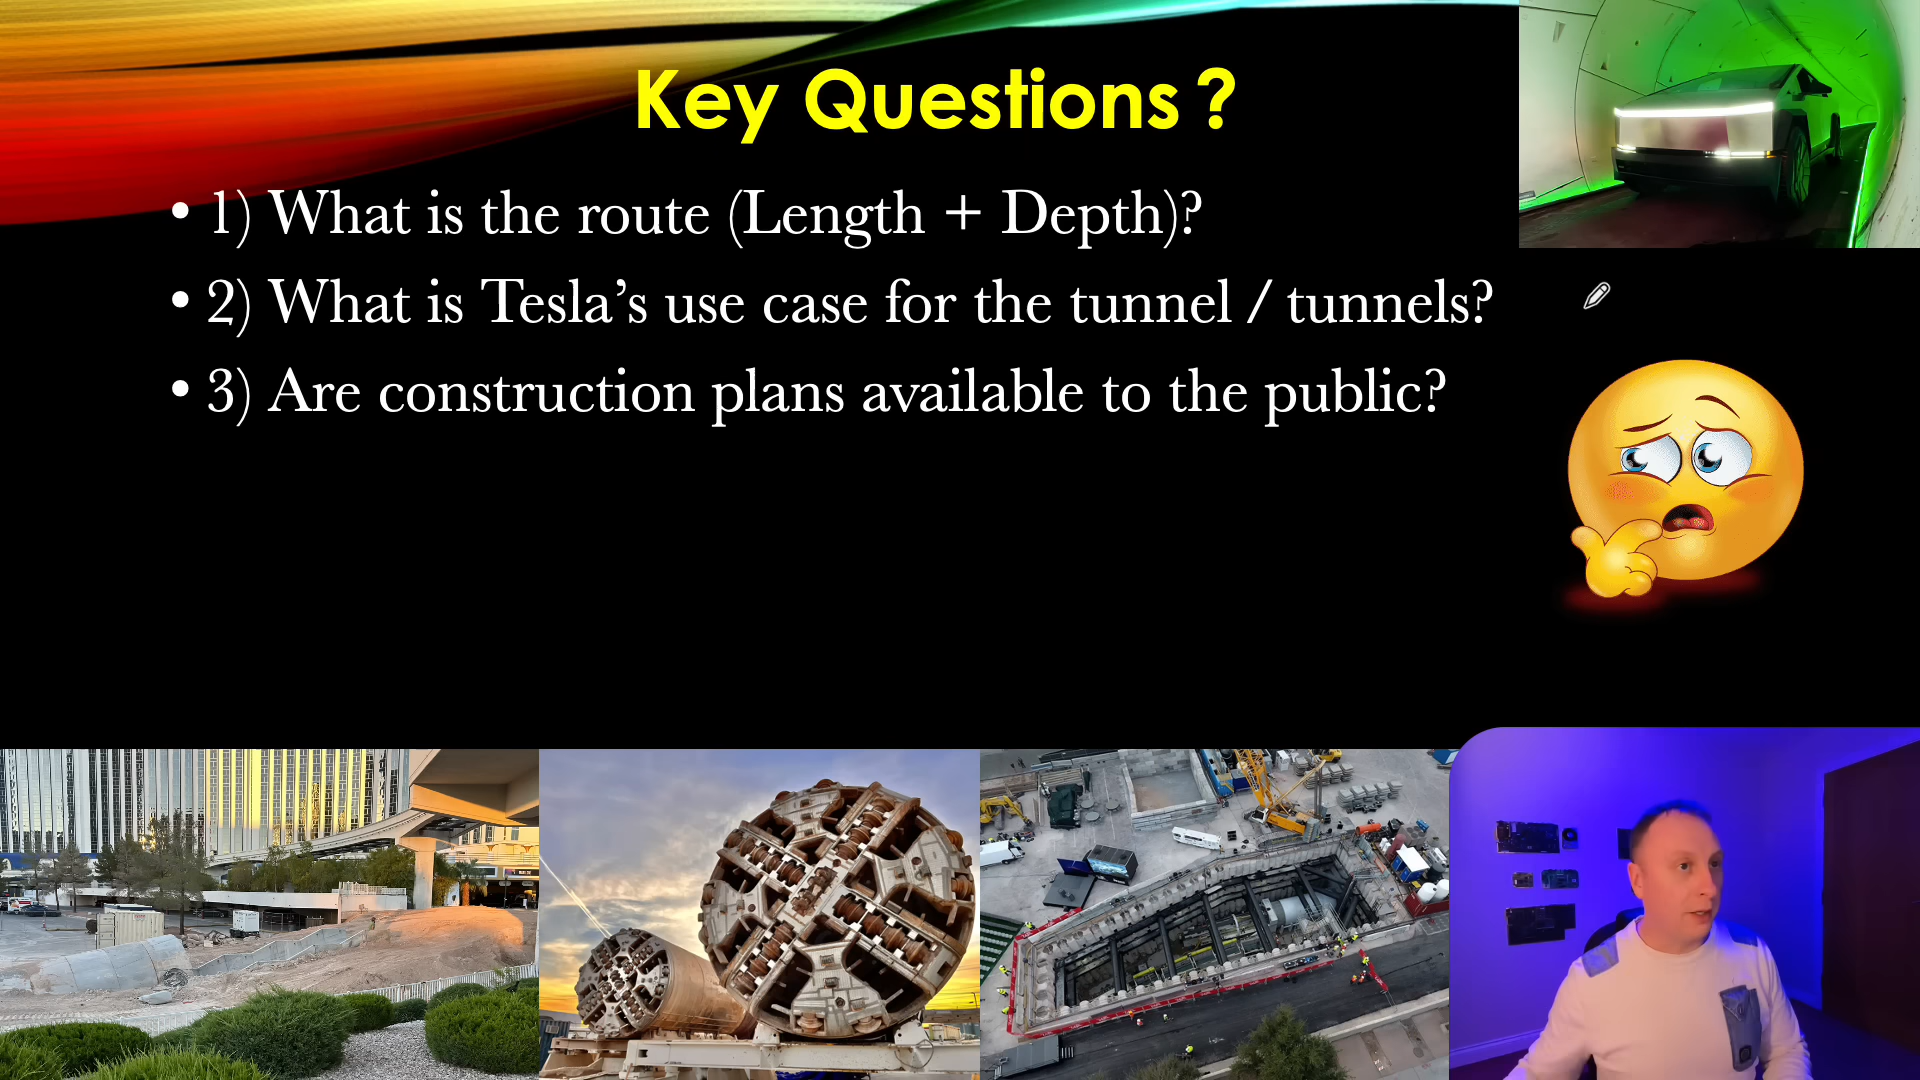 Key Questions ?
• 1) What is the route (Length + Depth)?
• 2) What is Tesla’s use case for the tunnel / tunnels?
• 3) Are construction plans available to the public?